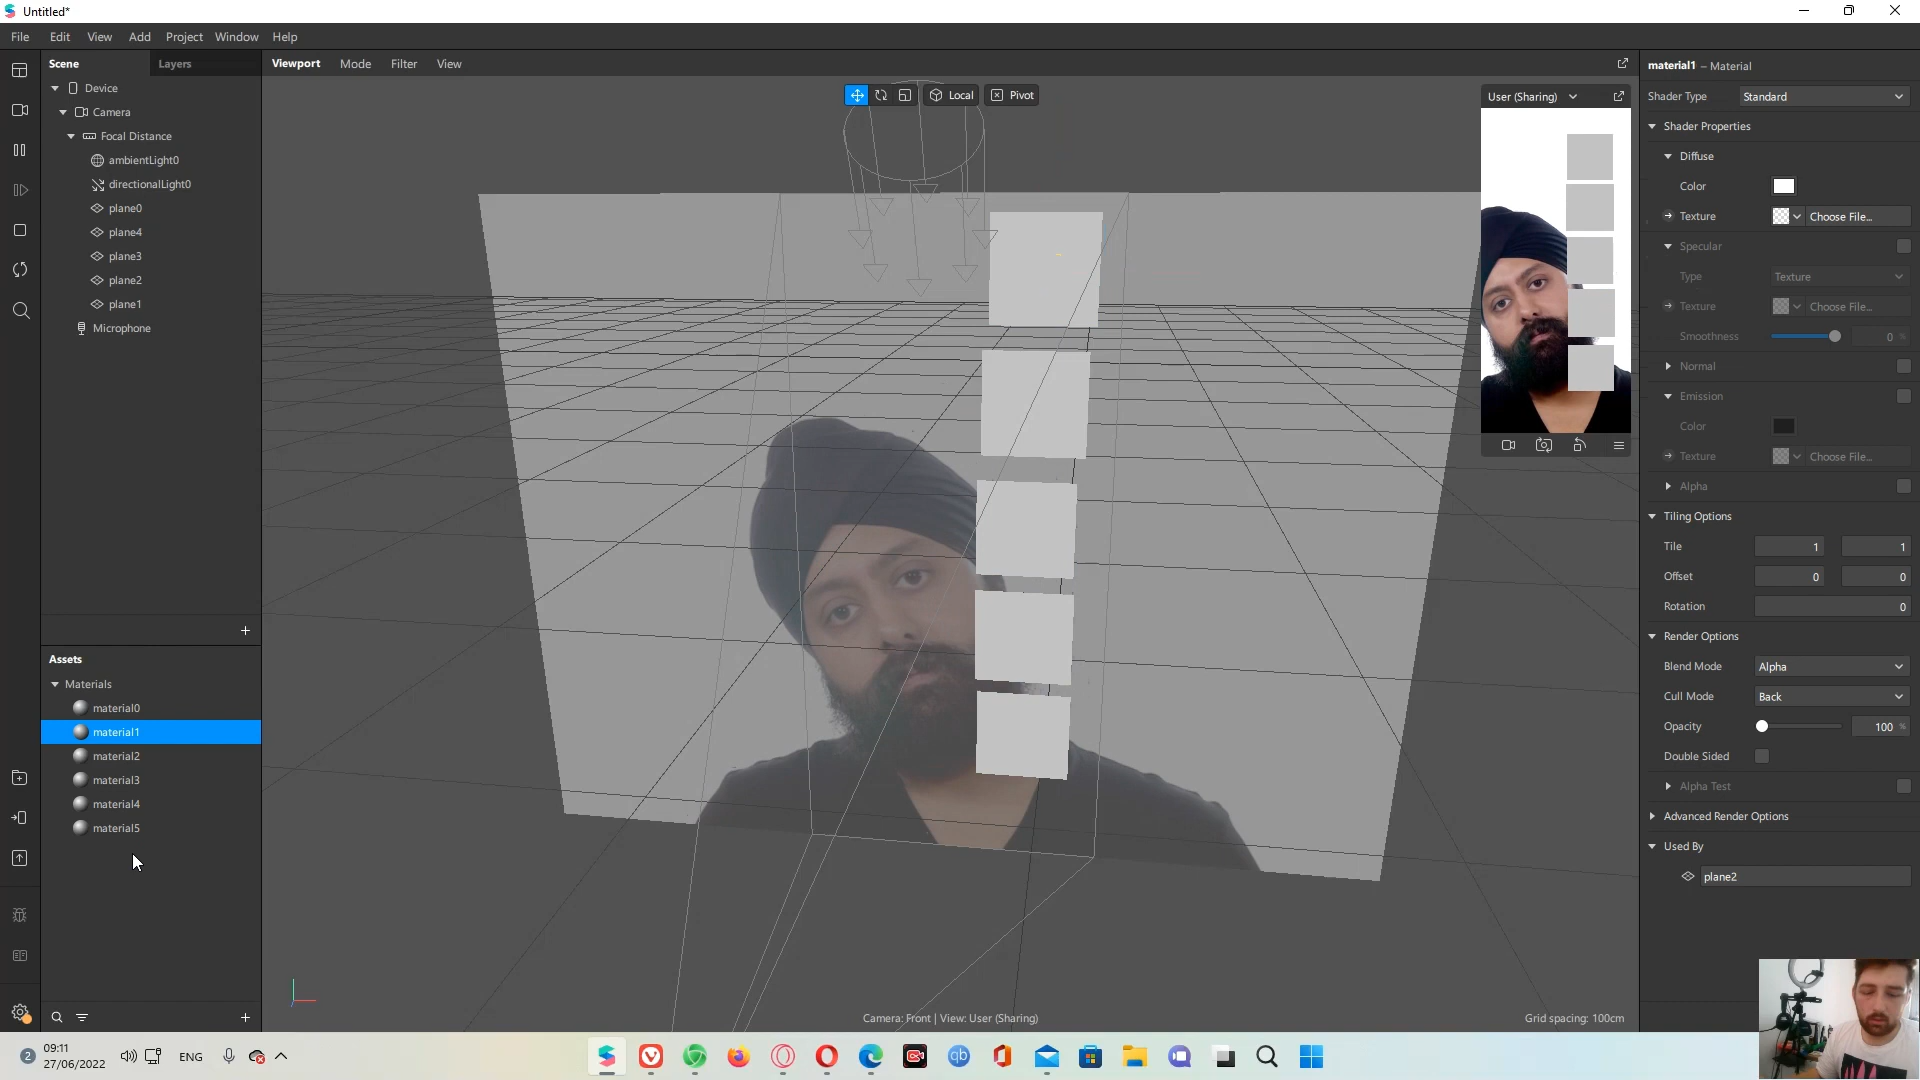 Untitled*
File Edit View Add Project Window Help
Scene Layers
Device
Camera
Focal Distance
ambientLight0
directionalLight0
plane0
plane4
plane3
plane2
plane1
Microphone
Assets
Materials
material0
material1
material2
material3
material4
material5
Viewport Mode Filter View
Local Pivot
User (Sharing)
Camera: Front | View: User (Sharing)
Grid spacing: 100cm
material1 – Material
Shader Type Standard
Shader Properties
Diffuse
Color
Texture Choose File...
Specular
Type Texture
Texture Choose File...
Smoothness 0 %
Normal
Emission
Color
Texture Choose File...
Alpha
Tiling Options
Tile 1 1
Offset 0 0
Rotation 0
Render Options
Blend Mode Alpha
Cull Mode Back
Opacity 100 %
Double Sided
Alpha Test
Advanced Render Options
Used By
plane2
2 09:11
27/06/2022
ENG
qb